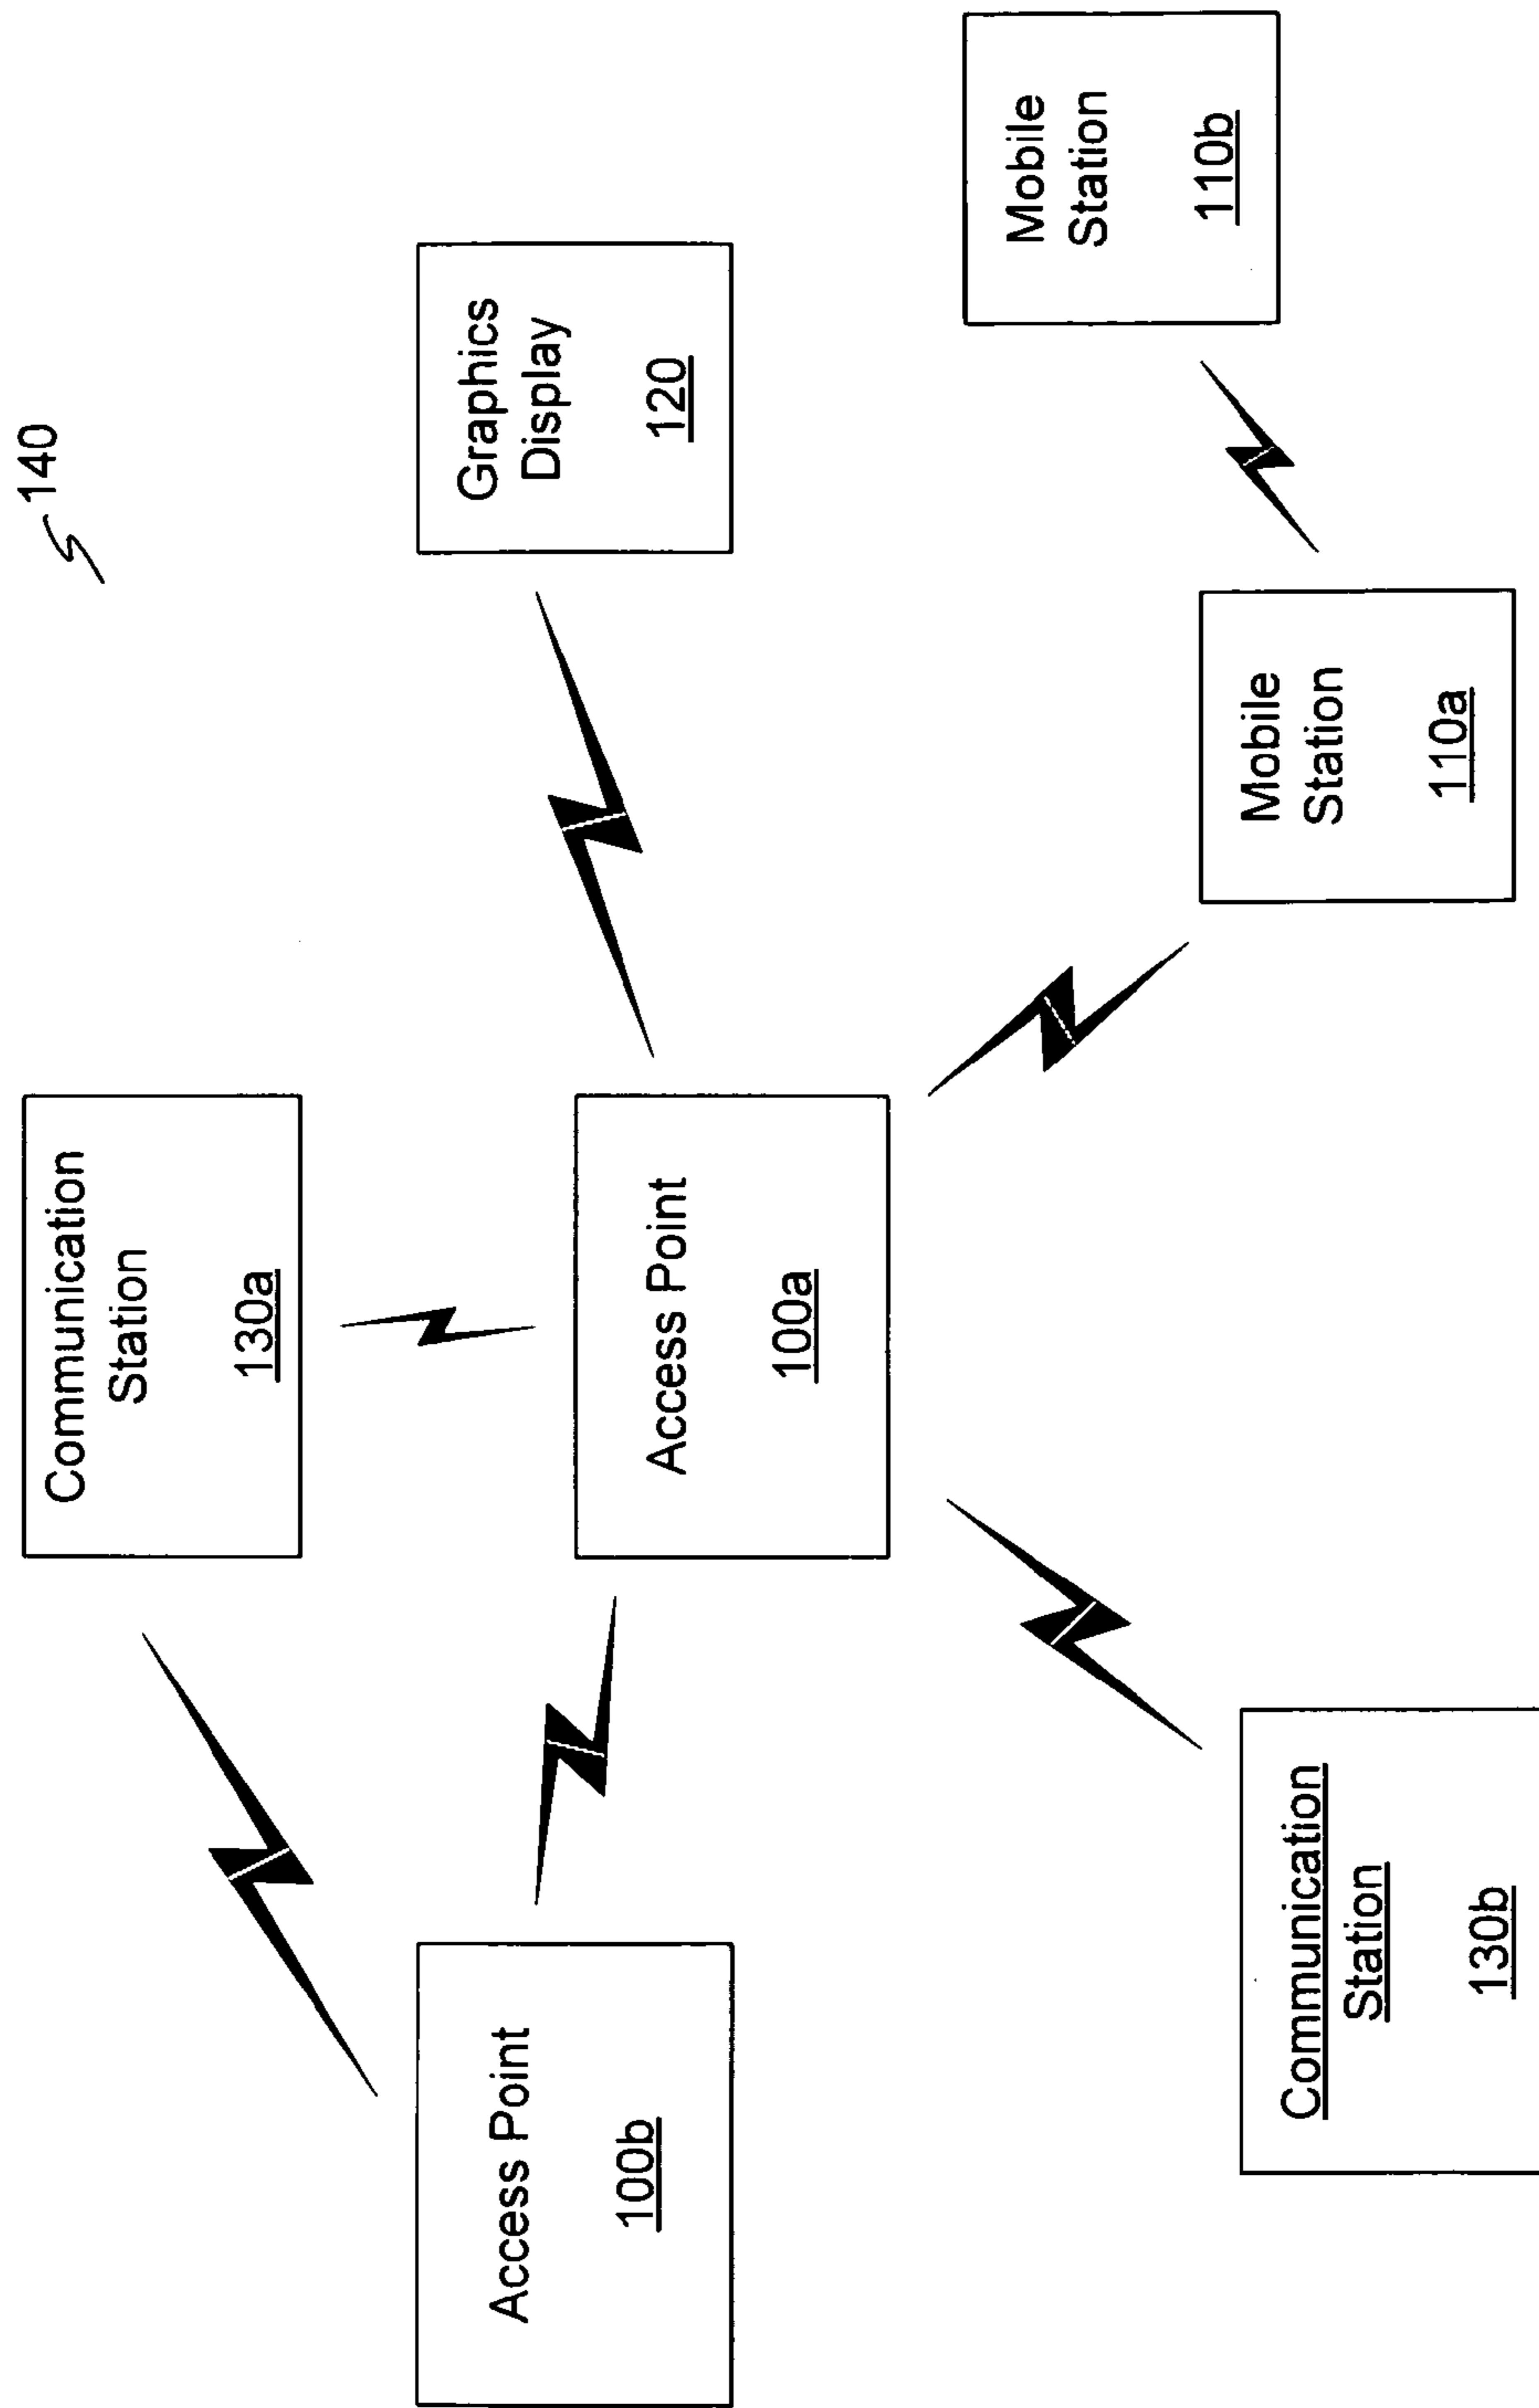 140
Communication
Station
130a
Access Point
100b
Access Point
100a
Graphics
Display
120
Communication
Station
130b
Mobile
Station
110a
Mobile
Station
110b